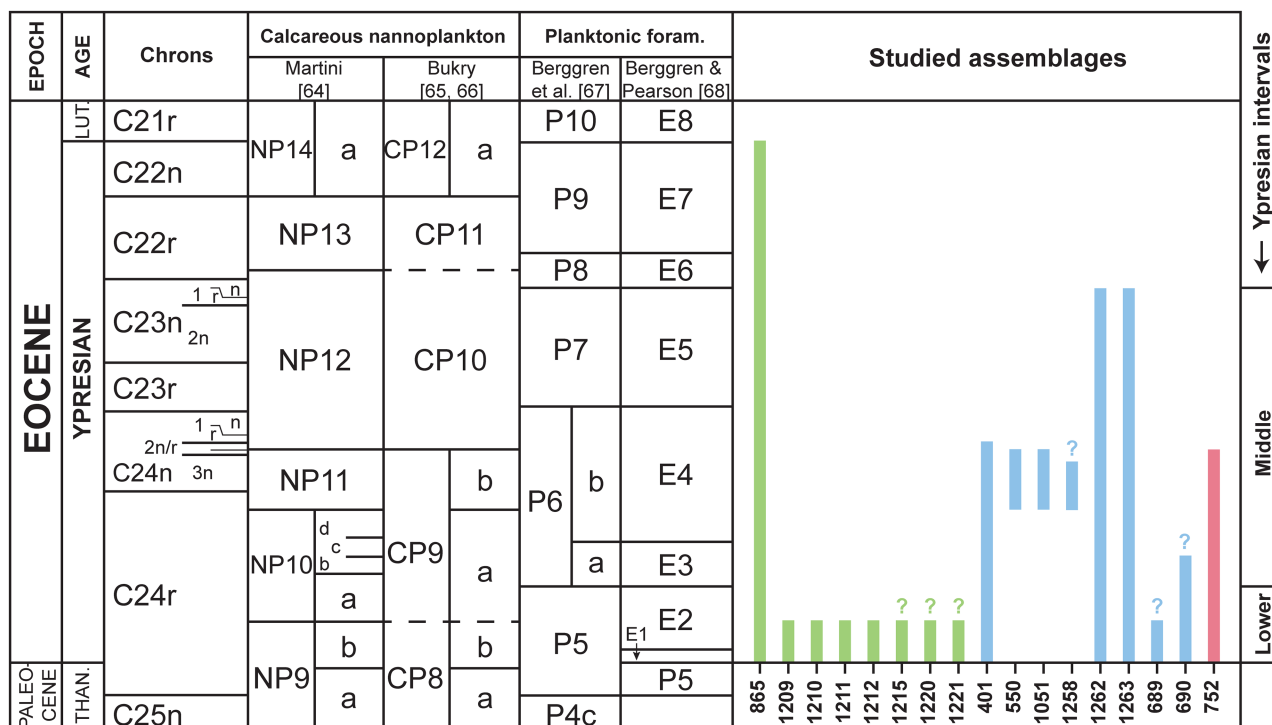 EPOCH
AGE
Chrons
Calcareous nannoplankton
Planktonic foram.
Martini
[64]
Bukry
[65, 66]
Berggren
et al. [67]
Berggren &
Pearson [68]
Studied assemblages
Ypresian intervals
EOCENE
PALEO-
CENE
LUT.
YPRESIAN
THAN.
C21r
C22n
C22r
C23n
1
r
n
2n
C23r
1
r
n
2n/r
C24n
3n
C24r
C25n
NP14
a
NP13
NP12
NP11
NP10
d
c
b
a
NP9
b
a
CP12
a
CP11
CP10
CP9
b
a
CP8
b
a
P10
P9
P8
P7
P6
b
a
P5
P4c
E8
E7
E6
E5
E4
E3
E2
E1
P5
?
?
?
?
?
?
865
1209
1210
1211
1212
1215
1220
1221
401
550
1051
1258
1262
1263
689
690
752
Middle
Lower